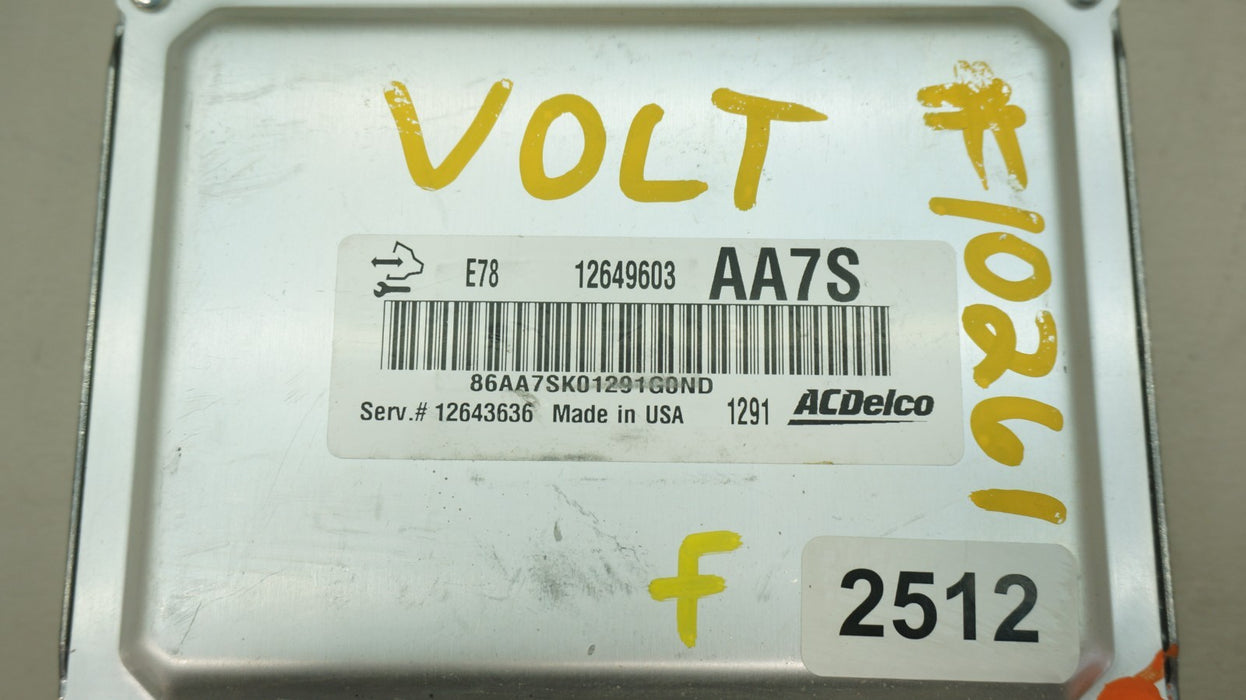 VOLT
#10261
E78 12649603 AA7S
86AA7SK01291G0ND
Serv.# 12643636 Made in USA 1291 ACDelco
F
2512